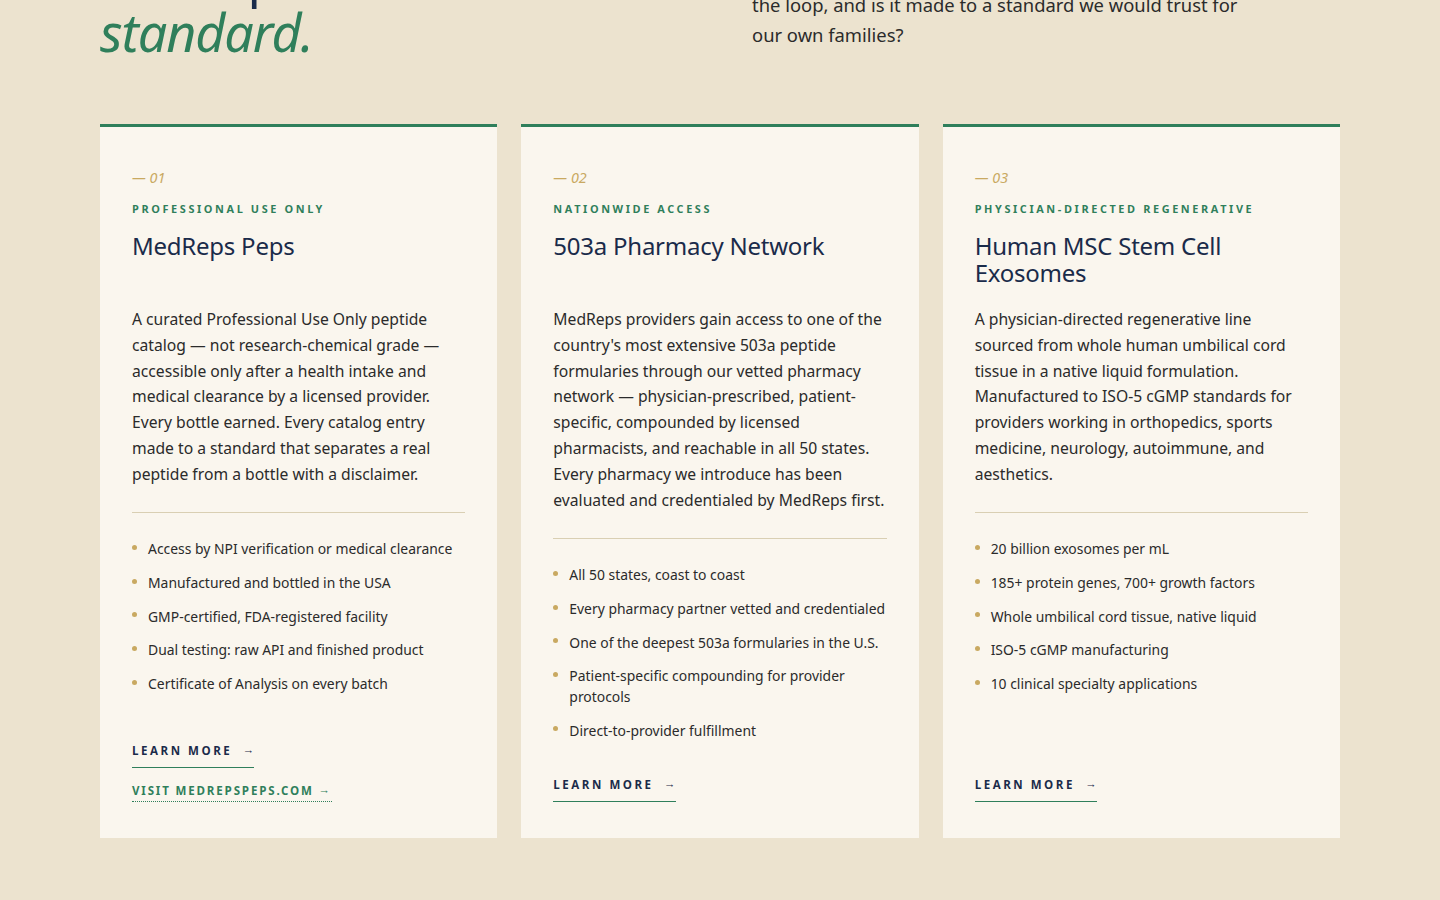 standard.
the loop, and is it made to a standard we would trust for
our own families?
— 01
PROFESSIONAL USE ONLY
MedReps Peps
A curated Professional Use Only peptide
catalog — not research-chemical grade —
accessible only after a health intake and
medical clearance by a licensed provider.
Every bottle earned. Every catalog entry
made to a standard that separates a real
peptide from a bottle with a disclaimer.
Access by NPI verification or medical clearance
Manufactured and bottled in the USA
GMP-certified, FDA-registered facility
Dual testing: raw API and finished product
Certificate of Analysis on every batch
LEARN MORE →
VISIT MEDREPSPEPS.COM →
— 02
NATIONWIDE ACCESS
503a Pharmacy Network
MedReps providers gain access to one of the
country's most extensive 503a peptide
formularies through our vetted pharmacy
network — physician-prescribed, patient-
specific, compounded by licensed
pharmacists, and reachable in all 50 states.
Every pharmacy we introduce has been
evaluated and credentialed by MedReps first.
All 50 states, coast to coast
Every pharmacy partner vetted and credentialed
One of the deepest 503a formularies in the U.S.
Patient-specific compounding for provider
protocols
Direct-to-provider fulfillment
LEARN MORE →
— 03
PHYSICIAN-DIRECTED REGENERATIVE
Human MSC Stem Cell
Exosomes
A physician-directed regenerative line
sourced from whole human umbilical cord
tissue in a native liquid formulation.
Manufactured to ISO-5 cGMP standards for
providers working in orthopedics, sports
medicine, neurology, autoimmune, and
aesthetics.
20 billion exosomes per mL
185+ protein genes, 700+ growth factors
Whole umbilical cord tissue, native liquid
ISO-5 cGMP manufacturing
10 clinical specialty applications
LEARN MORE →